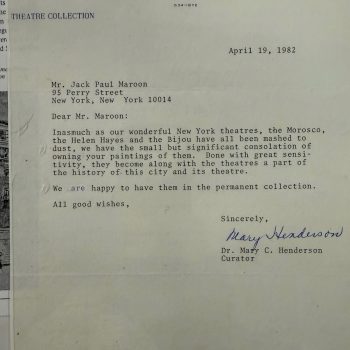 THEATRE COLLECTION
April 19, 1982
Mr. Jack Paul Maroon
95 Perry Street
New York, New York 10014
Dear Mr. Maroon:
Inasmuch as our wonderful New York theatres, the Morosco,
the Helen Hayes and the Bijou have all been mashed to
dust, we have the small but significant consolation of
owning your paintings of them. Done with great sensi-
tivity, they become along with the theatres a part of
the history of this city and its theatre.
We are happy to have them in the permanent collection.
All good wishes,
Sincerely,
Mary Henderson
Dr. Mary C. Henderson
Curator